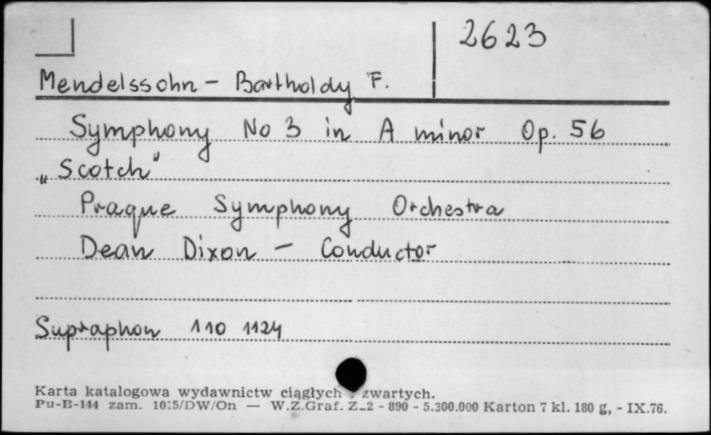 2623
Mendelssohn - Bartholdy F.
Symphony No 3 in A minor Op. 56
„Scotch"
Prague Symphony Orchestra
Dean Dixon - Conductor
Supraphon 110 1124
Karta katalogowa wydawnictw ciągłych i zwartych.
Pu-B-144 zam. 1015/DW/On — W.Z.Graf. Z-2 - 890 - 5.300.000 Karton 7 kl. 180 g, - IX.76.